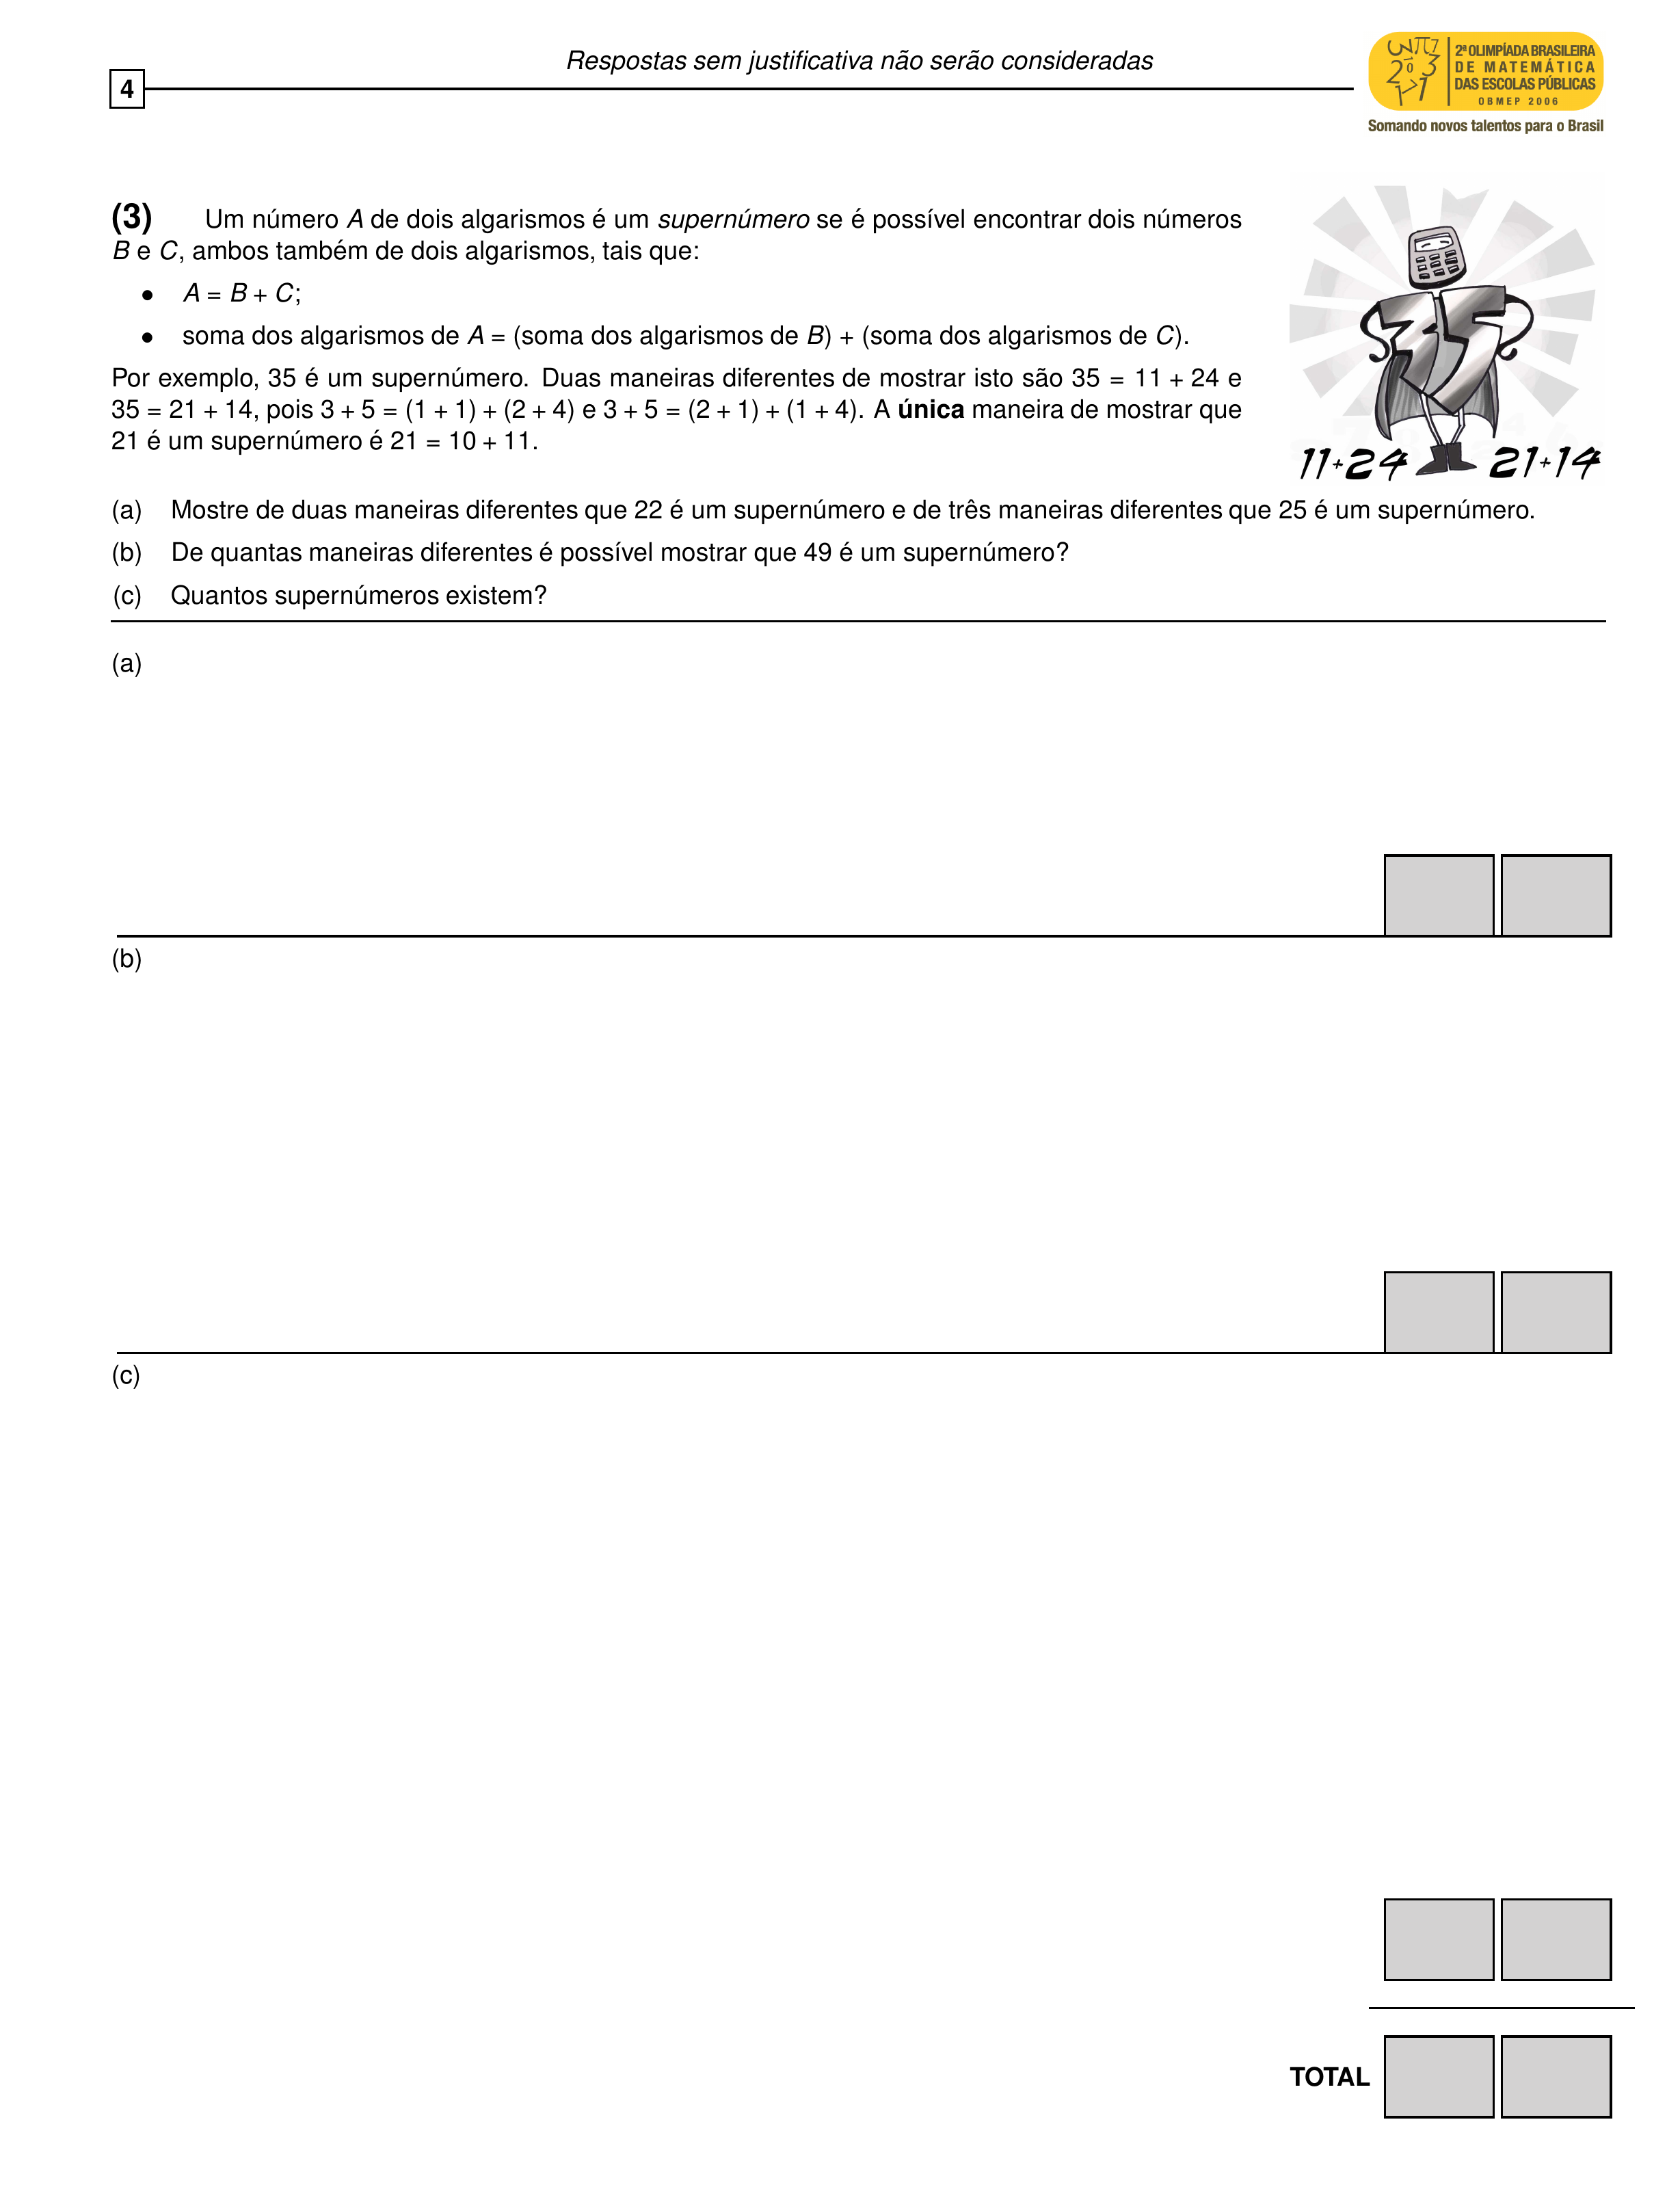 Respostas sem justificativa não serão consideradas
4
2ª OLIMPÍADA BRASILEIRA
DE MATEMÁTICA
DAS ESCOLAS PÚBLICAS
OBMEP 2006
Somando novos talentos para o Brasil
(3) Um número A de dois algarismos é um supernúmero se é possível encontrar dois números
B e C, ambos também de dois algarismos, tais que:
• A = B + C;
• soma dos algarismos de A = (soma dos algarismos de B) + (soma dos algarismos de C).
Por exemplo, 35 é um supernúmero. Duas maneiras diferentes de mostrar isto são 35 = 11 + 24 e
35 = 21 + 14, pois 3 + 5 = (1 + 1) + (2 + 4) e 3 + 5 = (2 + 1) + (1 + 4). A única maneira de mostrar que
21 é um supernúmero é 21 = 10 + 11.
35
11+24 21+14
(a) Mostre de duas maneiras diferentes que 22 é um supernúmero e de três maneiras diferentes que 25 é um supernúmero.
(b) De quantas maneiras diferentes é possível mostrar que 49 é um supernúmero?
(c) Quantos supernúmeros existem?
(a)
(b)
(c)
TOTAL